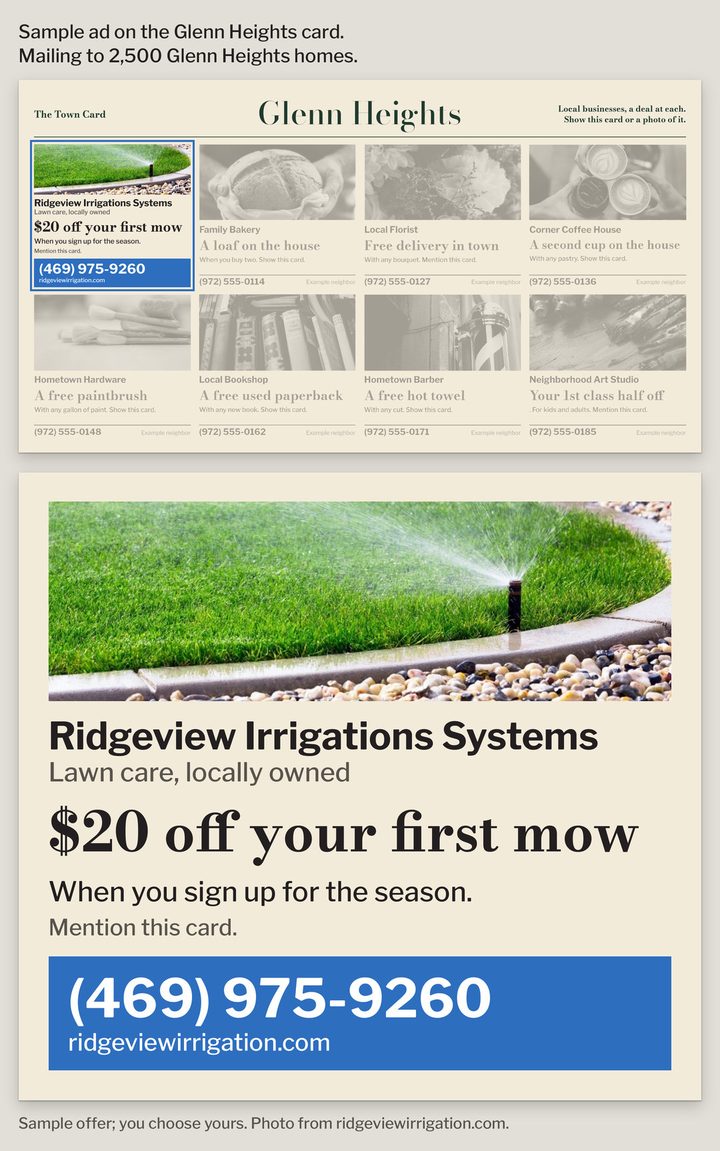 Sample ad on the Glenn Heights card.
Mailing to 2,500 Glenn Heights homes.
The Town Card
Glenn Heights
Local businesses, a deal at each.
Show this card or a photo of it.
Ridgeview Irrigations Systems
Lawn care, locally owned
$20 off your first mow
When you sign up for the season.
Mention this card.
(469) 975-9260
ridgeviewirrigation.com
Family Bakery
A loaf on the house
When you buy two. Show this card.
(972) 555-0114
Example neighbor
Local Florist
Free delivery in town
With any bouquet. Mention this card.
(972) 555-0127
Example neighbor
Corner Coffee House
A second cup on the house
With any pastry. Show this card.
(972) 555-0136
Example neighbor
Hometown Hardware
A free paintbrush
With any gallon of paint. Show this card.
(972) 555-0148
Example neighbor
Local Bookshop
A free used paperback
With any new book. Show this card.
(972) 555-0162
Example neighbor
Hometown Barber
A free hot towel
With any cut. Show this card.
(972) 555-0171
Example neighbor
Neighborhood Art Studio
Your 1st class half off
For kids and adults. Mention this card.
(972) 555-0185
Example neighbor
Ridgeview Irrigations Systems
Lawn care, locally owned
$20 off your first mow
When you sign up for the season.
Mention this card.
(469) 975-9260
ridgeviewirrigation.com
Sample offer; you choose yours. Photo from ridgeviewirrigation.com.